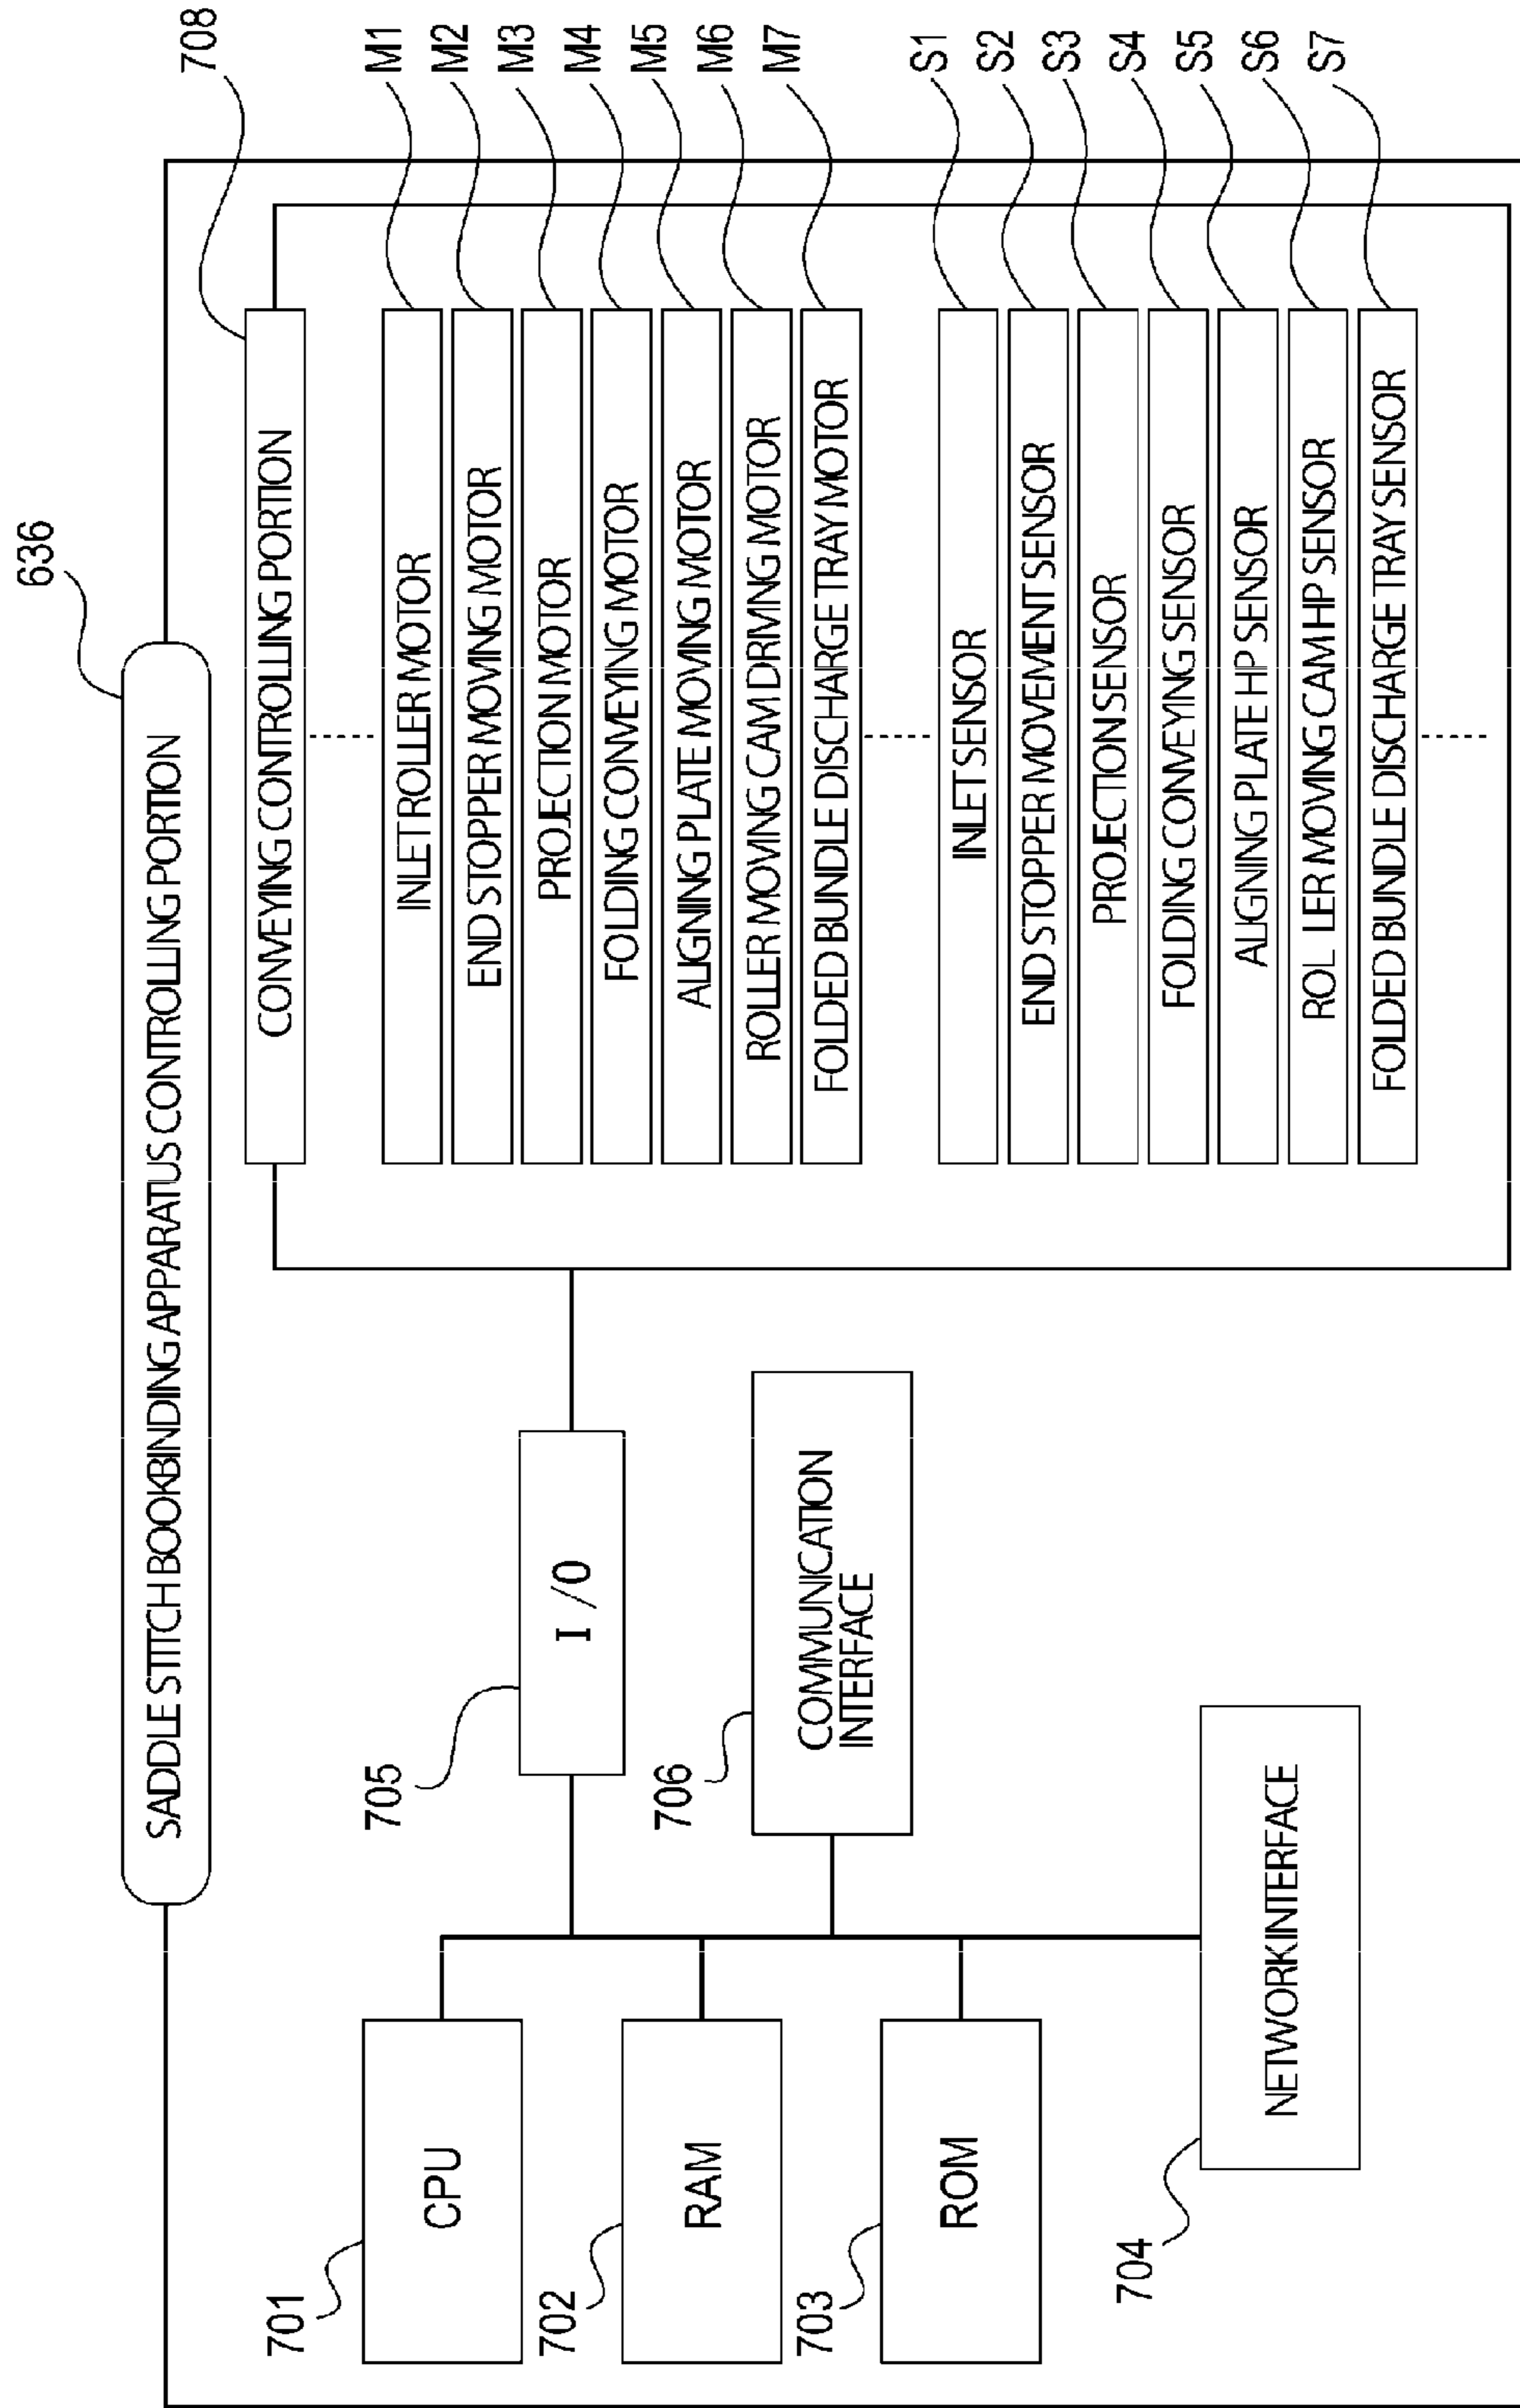 636
SADDLE STITCH BOOKBINDING APPARATUS CONTROLLING PORTION
708
CONVEYING CONTROLLING PORTION
701
CPU
702
RAM
703
ROM
704
NETWORK INTERFACE
705
I/O
706
COMMUNICATION
INTERFACE
INLET ROLLER MOTOR
M1
END STOPPER MOVING MOTOR
M2
PROJECTION MOTOR
M3
FOLDING CONVEYING MOTOR
M4
ALIGNING PLATE MOVING MOTOR
M5
ROLLER MOVING CAM DRIVING MOTOR
M6
FOLDED BUNDLE DISCHARGE TRAY MOTOR
M7
INLET SENSOR
S1
END STOPPER MOVEMENT SENSOR
S2
PROJECTION SENSOR
S3
FOLDING CONVEYING SENSOR
S4
ALIGNING PLATE HP SENSOR
S5
ROL LER MOVING CAM HP SENSOR
S6
FOLDED BUNDLE DISCHARGE TRAY SENSOR
S7